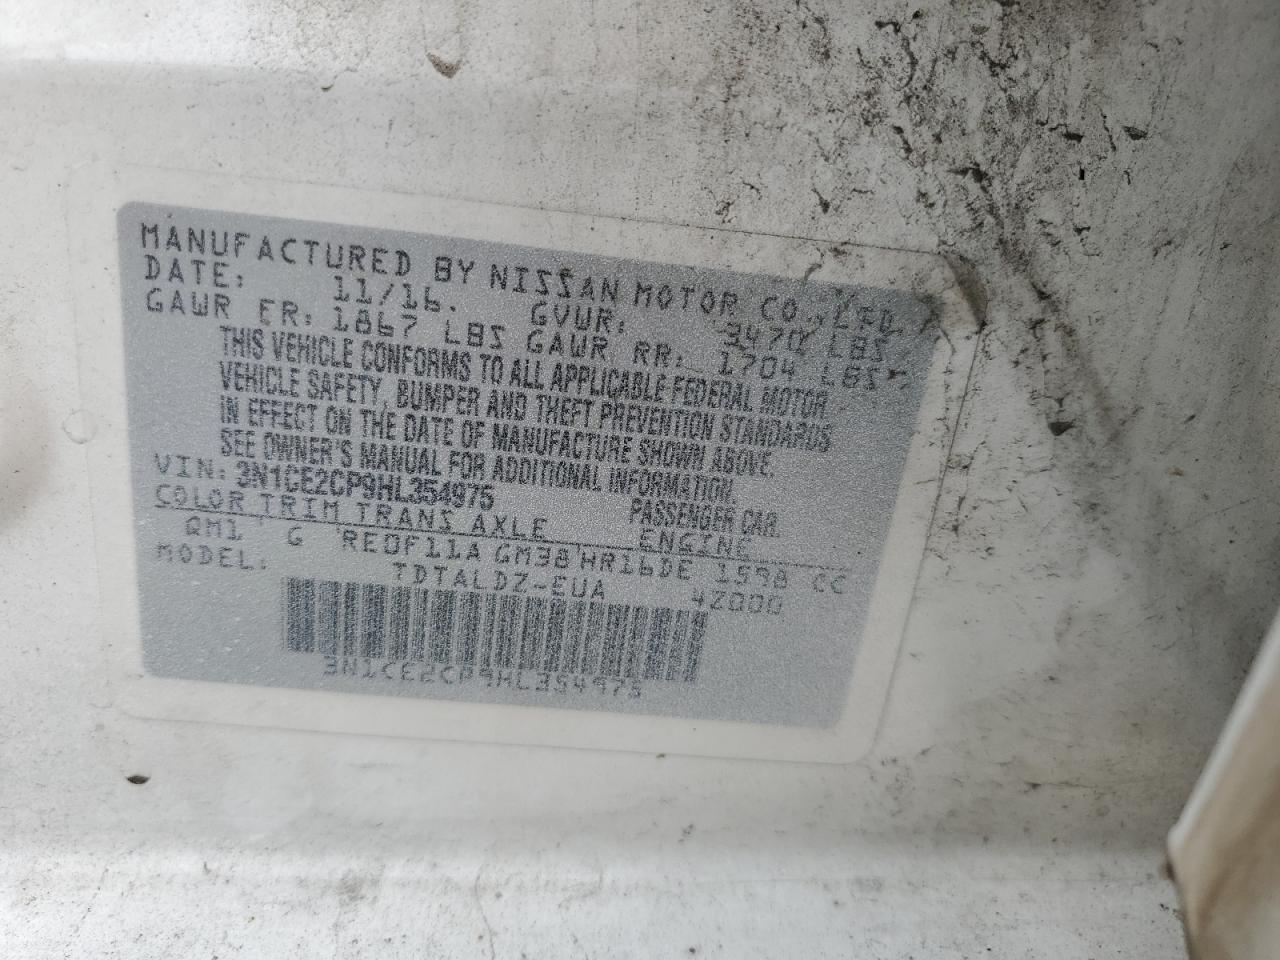 MANUFACTURED BY NISSAN MOTOR CO.,LTD.
DATE: 11/16. GVWR: 3470 LBS
GAWR FR: 1867 LBS GAWR RR: 1704 LBS
THIS VEHICLE CONFORMS TO ALL APPLICABLE FEDERAL MOTOR
VEHICLE SAFETY, BUMPER AND THEFT PREVENTION STANDARDS
IN EFFECT ON THE DATE OF MANUFACTURE SHOWN ABOVE.
SEE OWNER'S MANUAL FOR ADDITIONAL INFORMATION.
VIN: 3N1CE2CP9HL354975 PASSENGER CAR.
COLOR TRIM TRANS AXLE ENGINE
QM1 G RE0F11A GM38 HR16DE 1598 CC
MODEL: TDTALDZ-EUA 4Z000
3N1CE2CP9HL354975